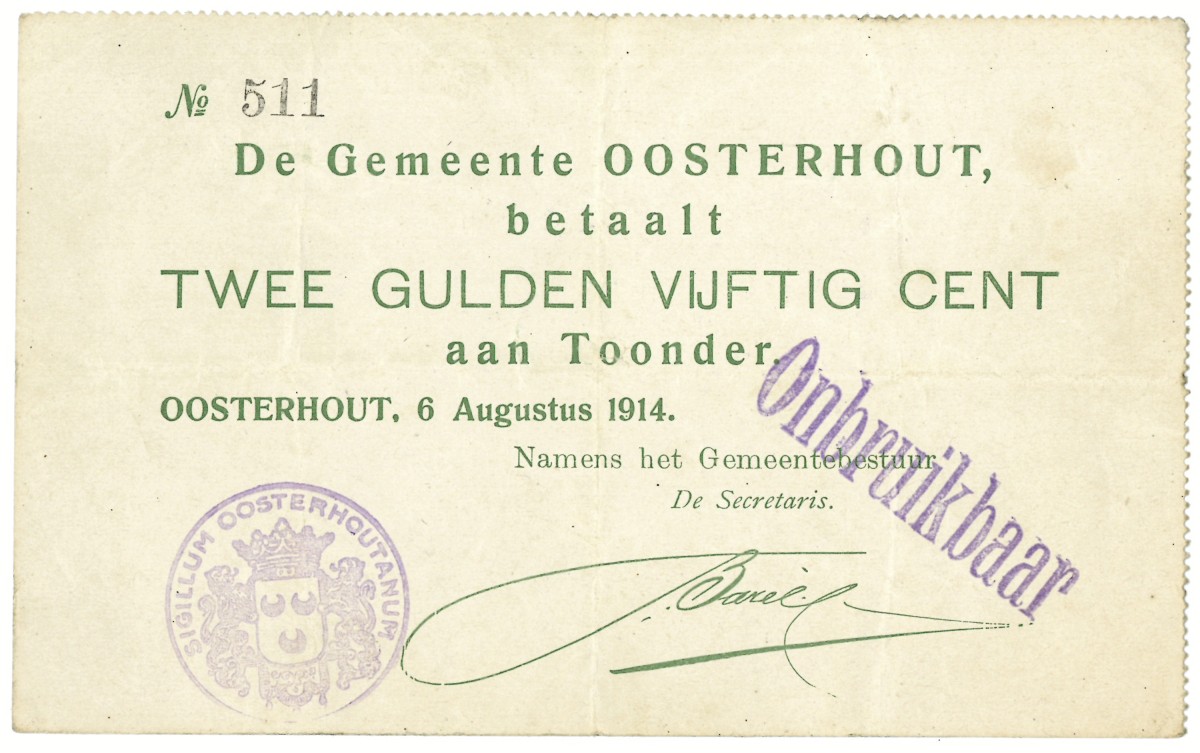 № 511
De Gemeente OOSTERHOUT,
betaalt
TWEE GULDEN VIJFTIG CENT
aan Toonder.
OOSTERHOUT, 6 Augustus 1914.
Namens het Gemeentebestuur
De Secretaris.
Onbruikbaar
SIGILLUM OOSTERHOUTANUM